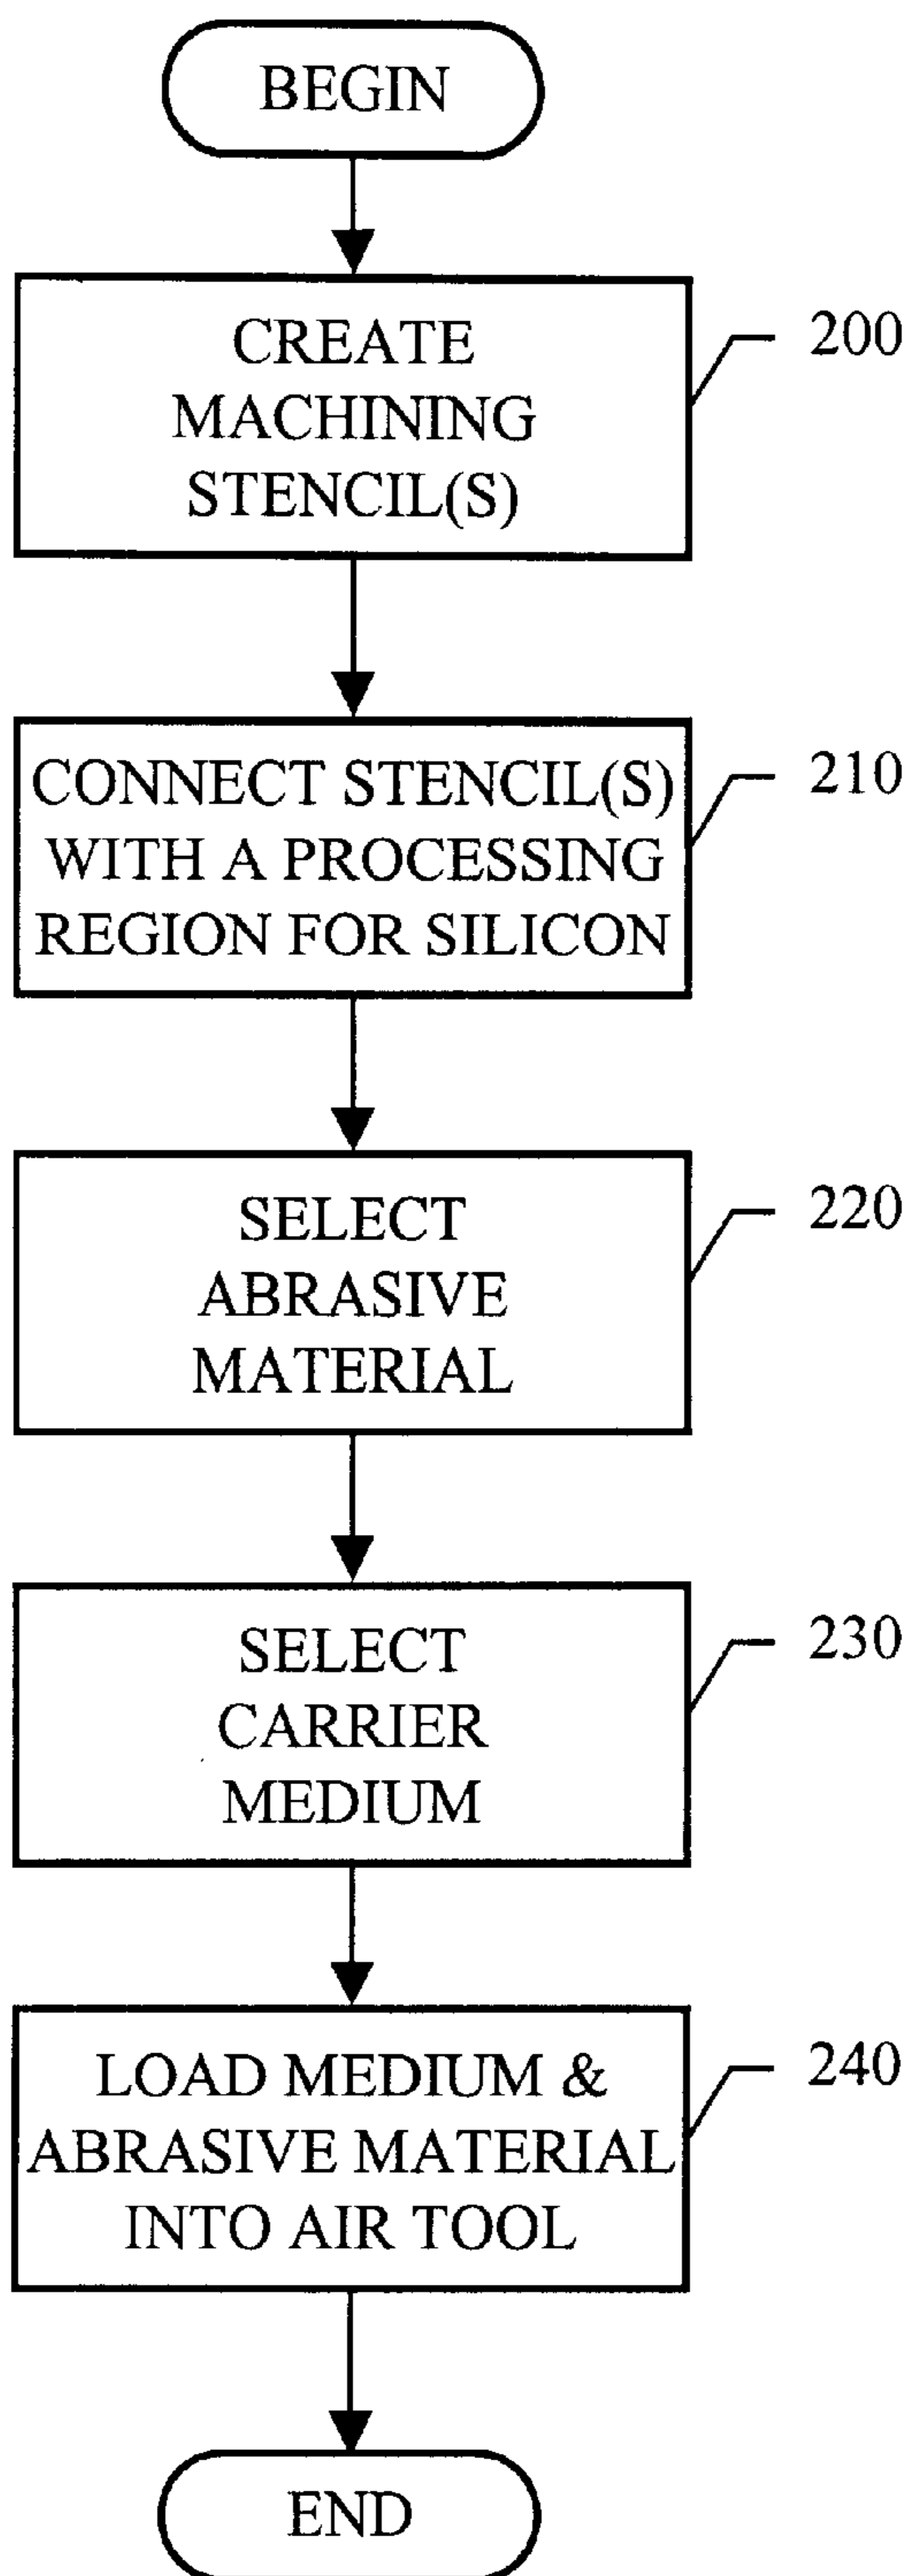 BEGIN
CREATE
MACHINING
STENCIL(S)
200
CONNECT STENCIL(S)
WITH A PROCESSING
REGION FOR SILICON
210
SELECT
ABRASIVE
MATERIAL
220
SELECT
CARRIER
MEDIUM
230
LOAD MEDIUM &
ABRASIVE MATERIAL
INTO AIR TOOL
240
END